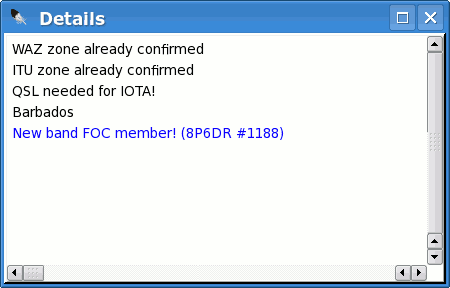 Details
WAZ zone already confirmed
ITU zone already confirmed
QSL needed for IOTA!
Barbados
New band FOC member! (8P6DR #1188)